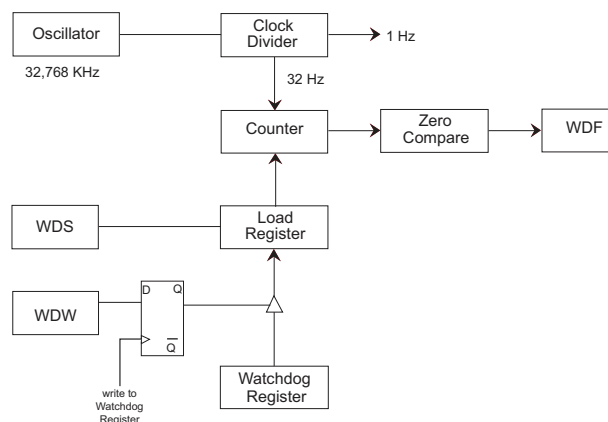 Oscillator
Clock
Divider
1 Hz
32,768 KHz
32 Hz
Counter
Zero
Compare
WDF
WDS
Load
Register
WDW
D
Q
Q
write to
Watchdog
Register
Watchdog
Register